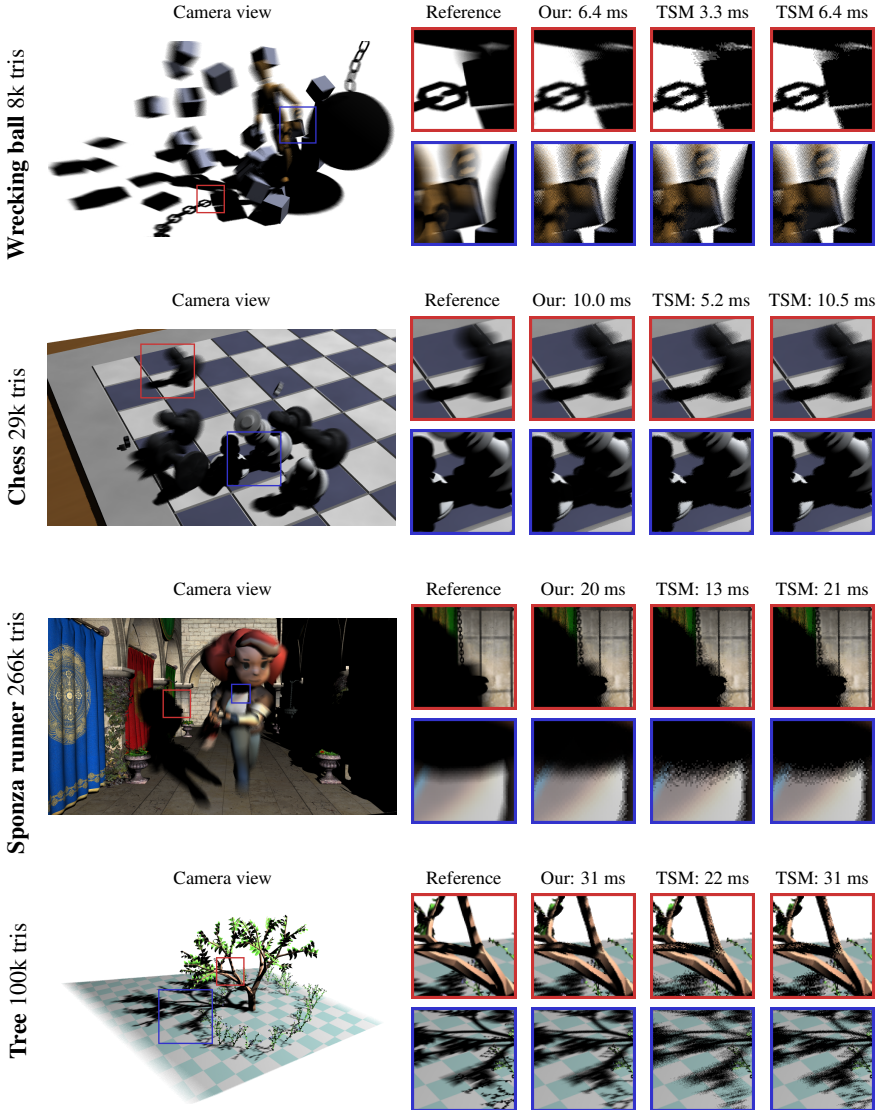 Camera view Reference Our: 6.4 ms TSM 3.3 ms TSM 6.4 ms
Wrecking ball 8k tris
Camera view Reference Our: 10.0 ms TSM: 5.2 ms TSM: 10.5 ms
Chess 29k tris
Camera view Reference Our: 20 ms TSM: 13 ms TSM: 21 ms
Sponza runner 266k tris
Camera view Reference Our: 31 ms TSM: 22 ms TSM: 31 ms
Tree 100k tris